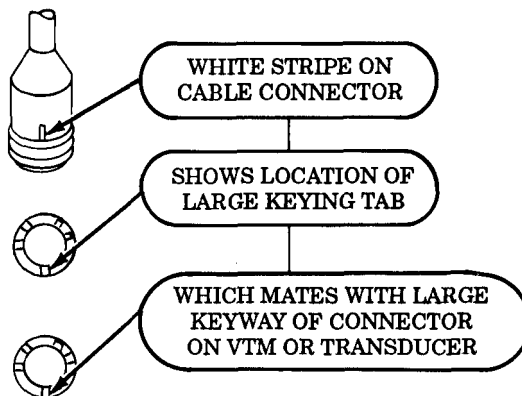 WHITE STRIPE ON
CABLE CONNECTOR
SHOWS LOCATION OF
LARGE KEYING TAB
WHICH MATES WITH LARGE
KEYWAY OF CONNECTOR
ON VTM OR TRANSDUCER